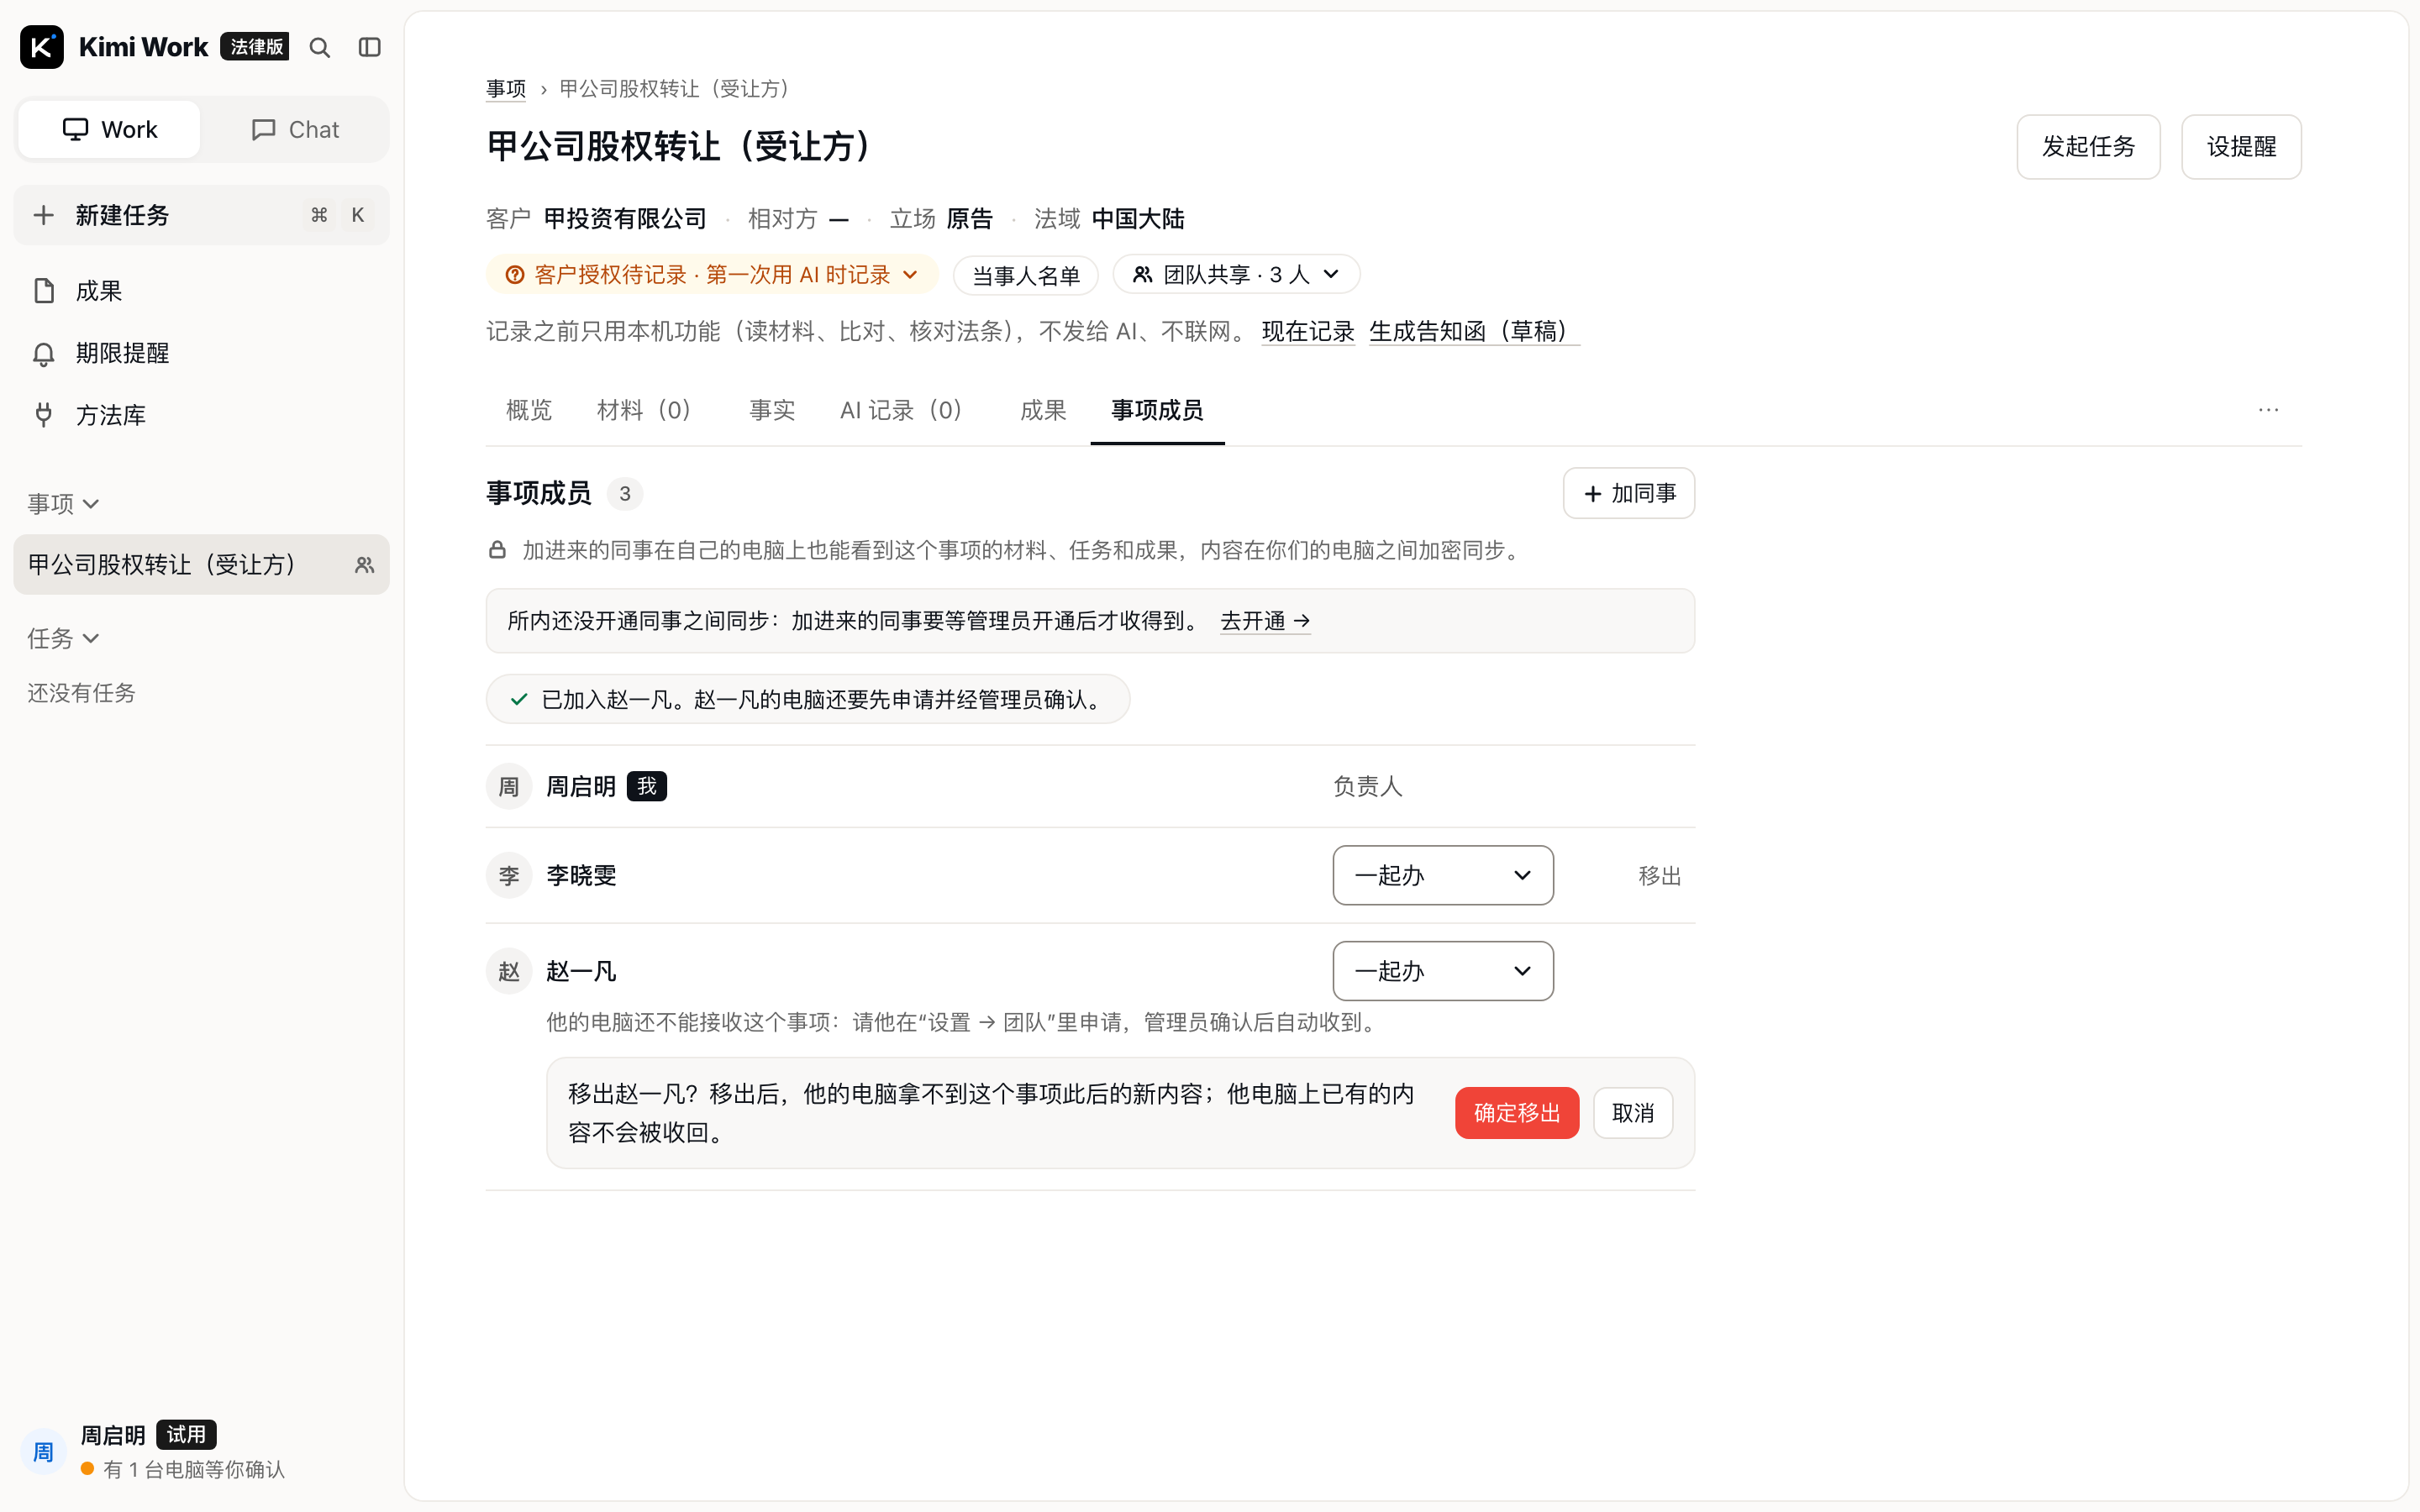 Kimi Work 法律版
Work
Chat
新建任务 ⌘ K
成果
期限提醒
方法库
事项
甲公司股权转让（受让方）
任务
还没有任务
周 周启明 试用
有 1 台电脑等你确认
事项 › 甲公司股权转让（受让方）
甲公司股权转让（受让方）
发起任务
设提醒
客户 甲投资有限公司 · 相对方 — · 立场 原告 · 法域 中国大陆
客户授权待记录 · 第一次用 AI 时记录
当事人名单
团队共享 · 3 人
记录之前只用本机功能（读材料、比对、核对法条），不发给 AI、不联网。 现在记录 生成告知函（草稿）
概览 材料（0） 事实 AI 记录（0） 成果 事项成员 ···
事项成员 3
+ 加同事
加进来的同事在自己的电脑上也能看到这个事项的材料、任务和成果，内容在你们的电脑之间加密同步。
所内还没开通同事之间同步：加进来的同事要等管理员开通后才收得到。 去开通 →
已加入赵一凡。赵一凡的电脑还要先申请并经管理员确认。
周 周启明 我 负责人
李 李晓雯 一起办 移出
赵 赵一凡 一起办
他的电脑还不能接收这个事项：请他在“设置 → 团队”里申请，管理员确认后自动收到。
移出赵一凡？移出后，他的电脑拿不到这个事项此后的新内容；他电脑上已有的内
容不会被收回。
确定移出
取消